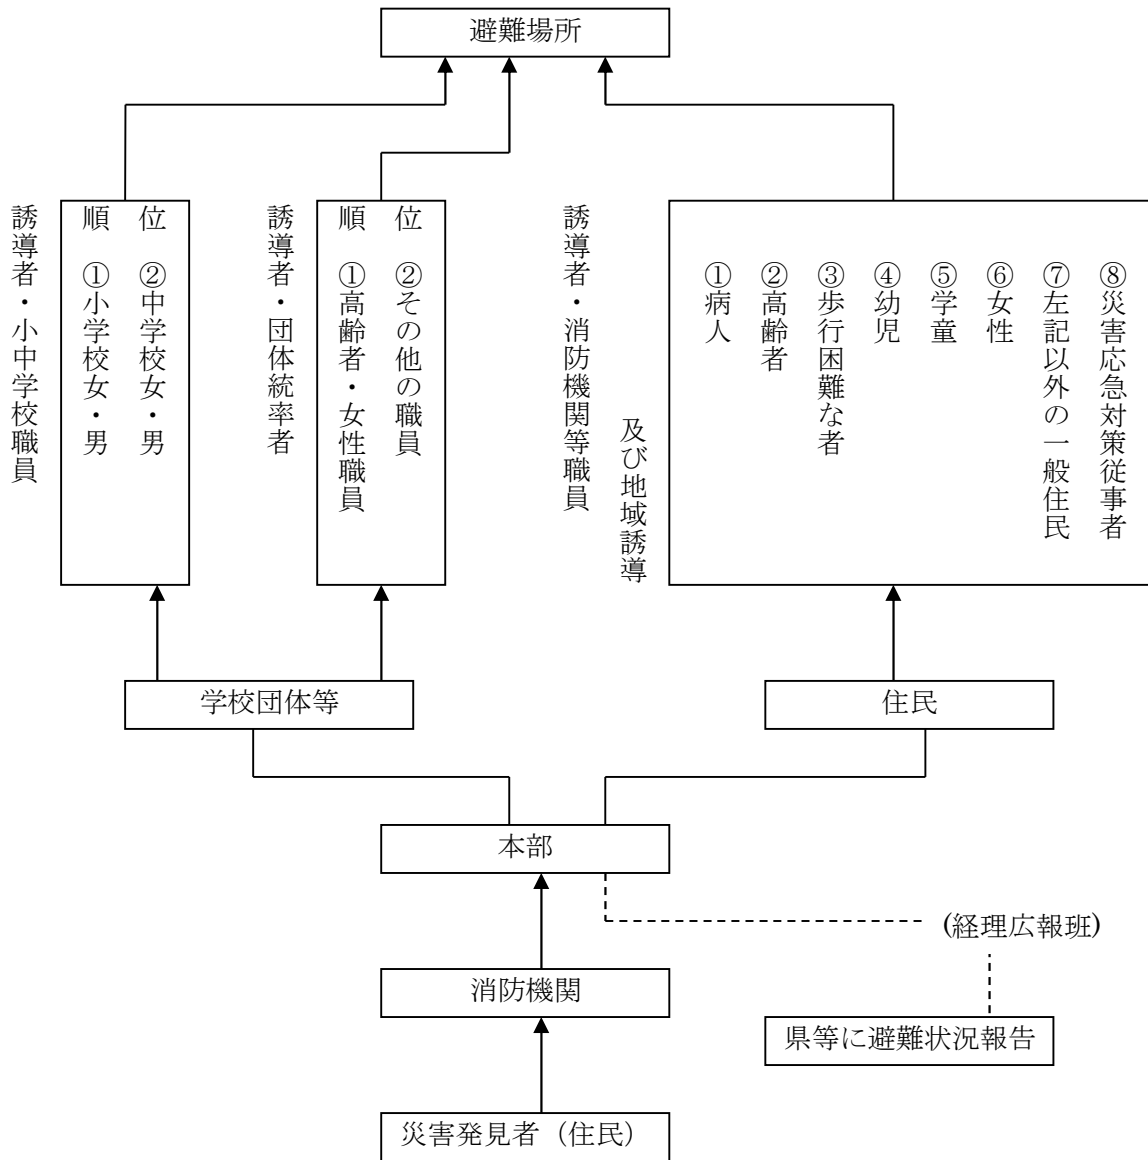 避難場所
誘導者・小中学校職員
順 位
①小学校女・男
②中学校女・男
誘導者・団体統率者
順 位
①高齢者・女性職員
②その他の職員
誘導者・消防機関等職員
及び地域誘導
①病人
②高齢者
③歩行困難な者
④幼児
⑤学童
⑥女性
⑦左記以外の一般住民
⑧災害応急対策従事者
学校団体等
住民
本部
(経理広報班)
消防機関
県等に避難状況報告
災害発見者（住民）